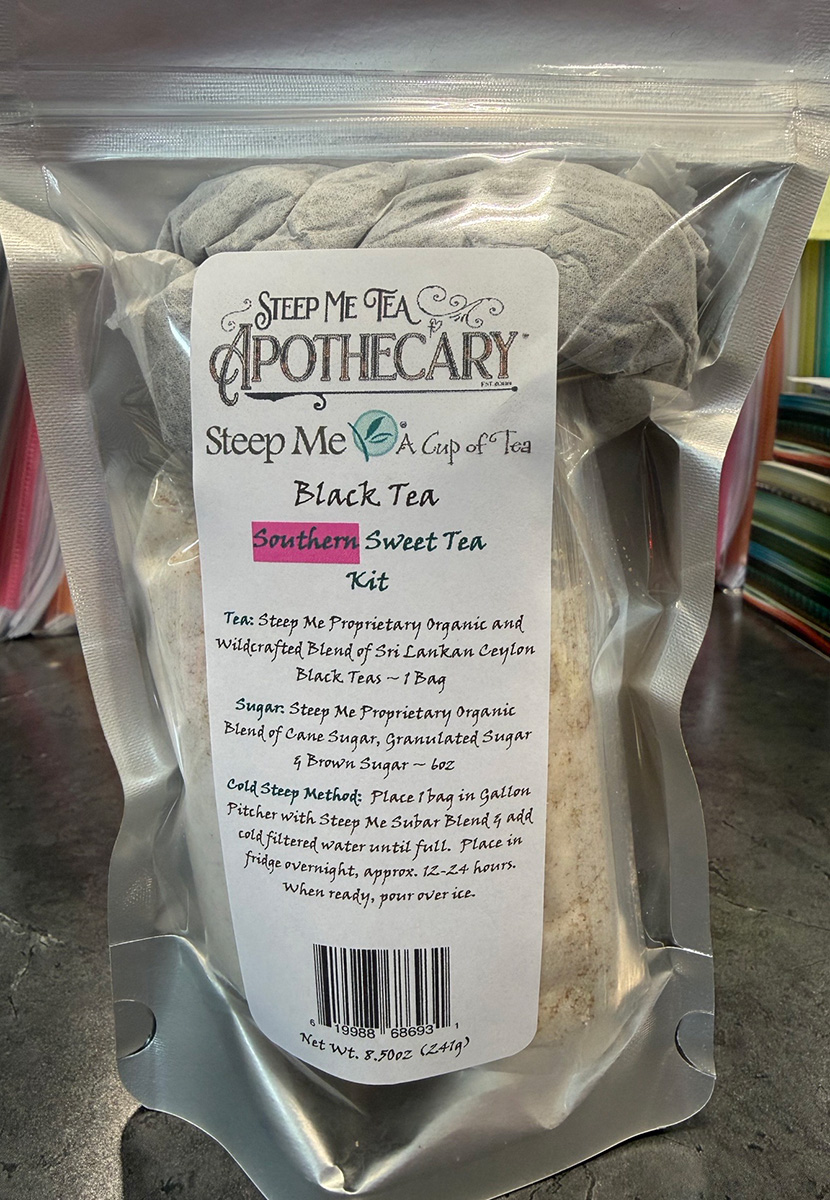 Steep Me Tea
Apothecary™
Est. 2009
Steep Me ® A Cup of Tea
Black Tea
Southern Sweet Tea
Kit
Tea: Steep Me Proprietary Organic and
Wildcrafted Blend of Sri Lankan Ceylon
Black Teas ~ 1 Bag
Sugar: Steep Me Proprietary Organic
Blend of Cane Sugar, Granulated Sugar
& Brown Sugar ~ 6oz
Cold Steep Method: Place 1 bag in Gallon
Pitcher with Steep Me Subar Blend & add
cold filtered water until full. Place in
fridge overnight, approx. 12-24 hours.
When ready, pour over ice.
6 19988 68693 1
Net Wt. 8.50oz (241g)